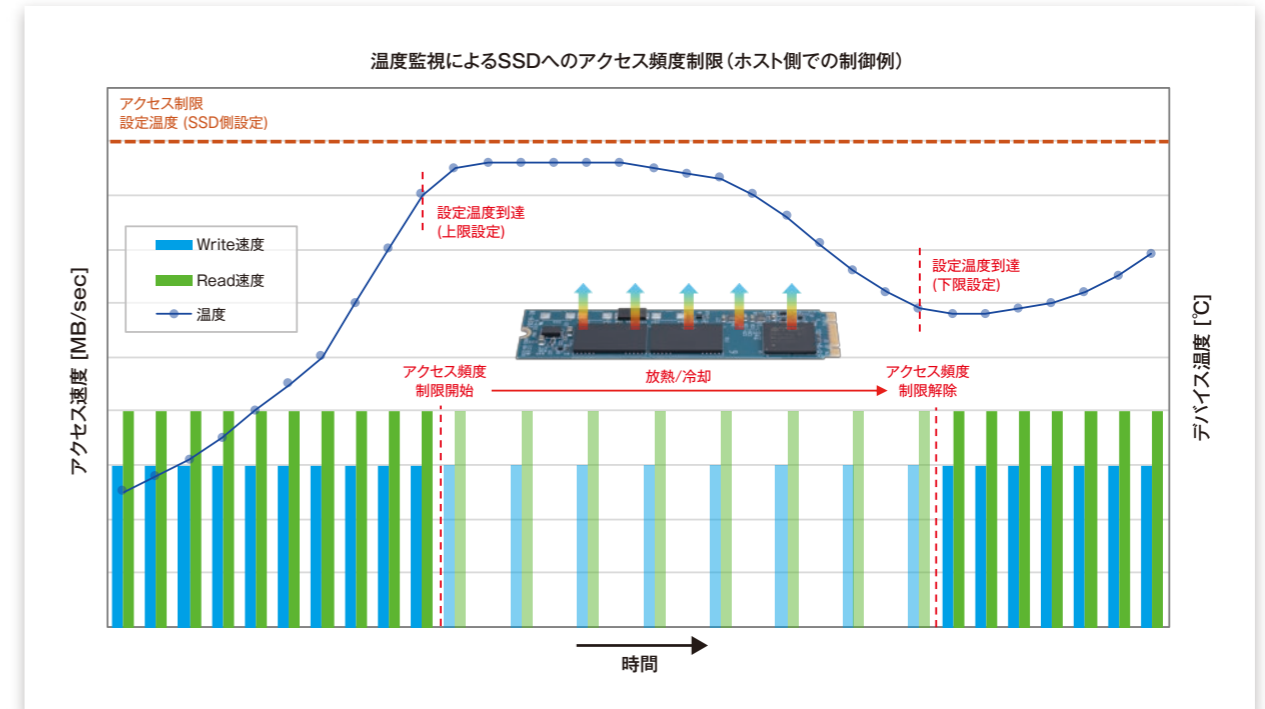 温度監視によるSSDへのアクセス頻度制限（ホスト側での制御例）
アクセス制限
設定温度 (SSD側設定)
設定温度到達
(上限設定)
Write速度
Read速度
温度
設定温度到達
(下限設定)
アクセス速度 [MB/sec]
デバイス温度 [℃]
アクセス頻度
制限開始
放熱/冷却
アクセス頻度
制限解除
時間